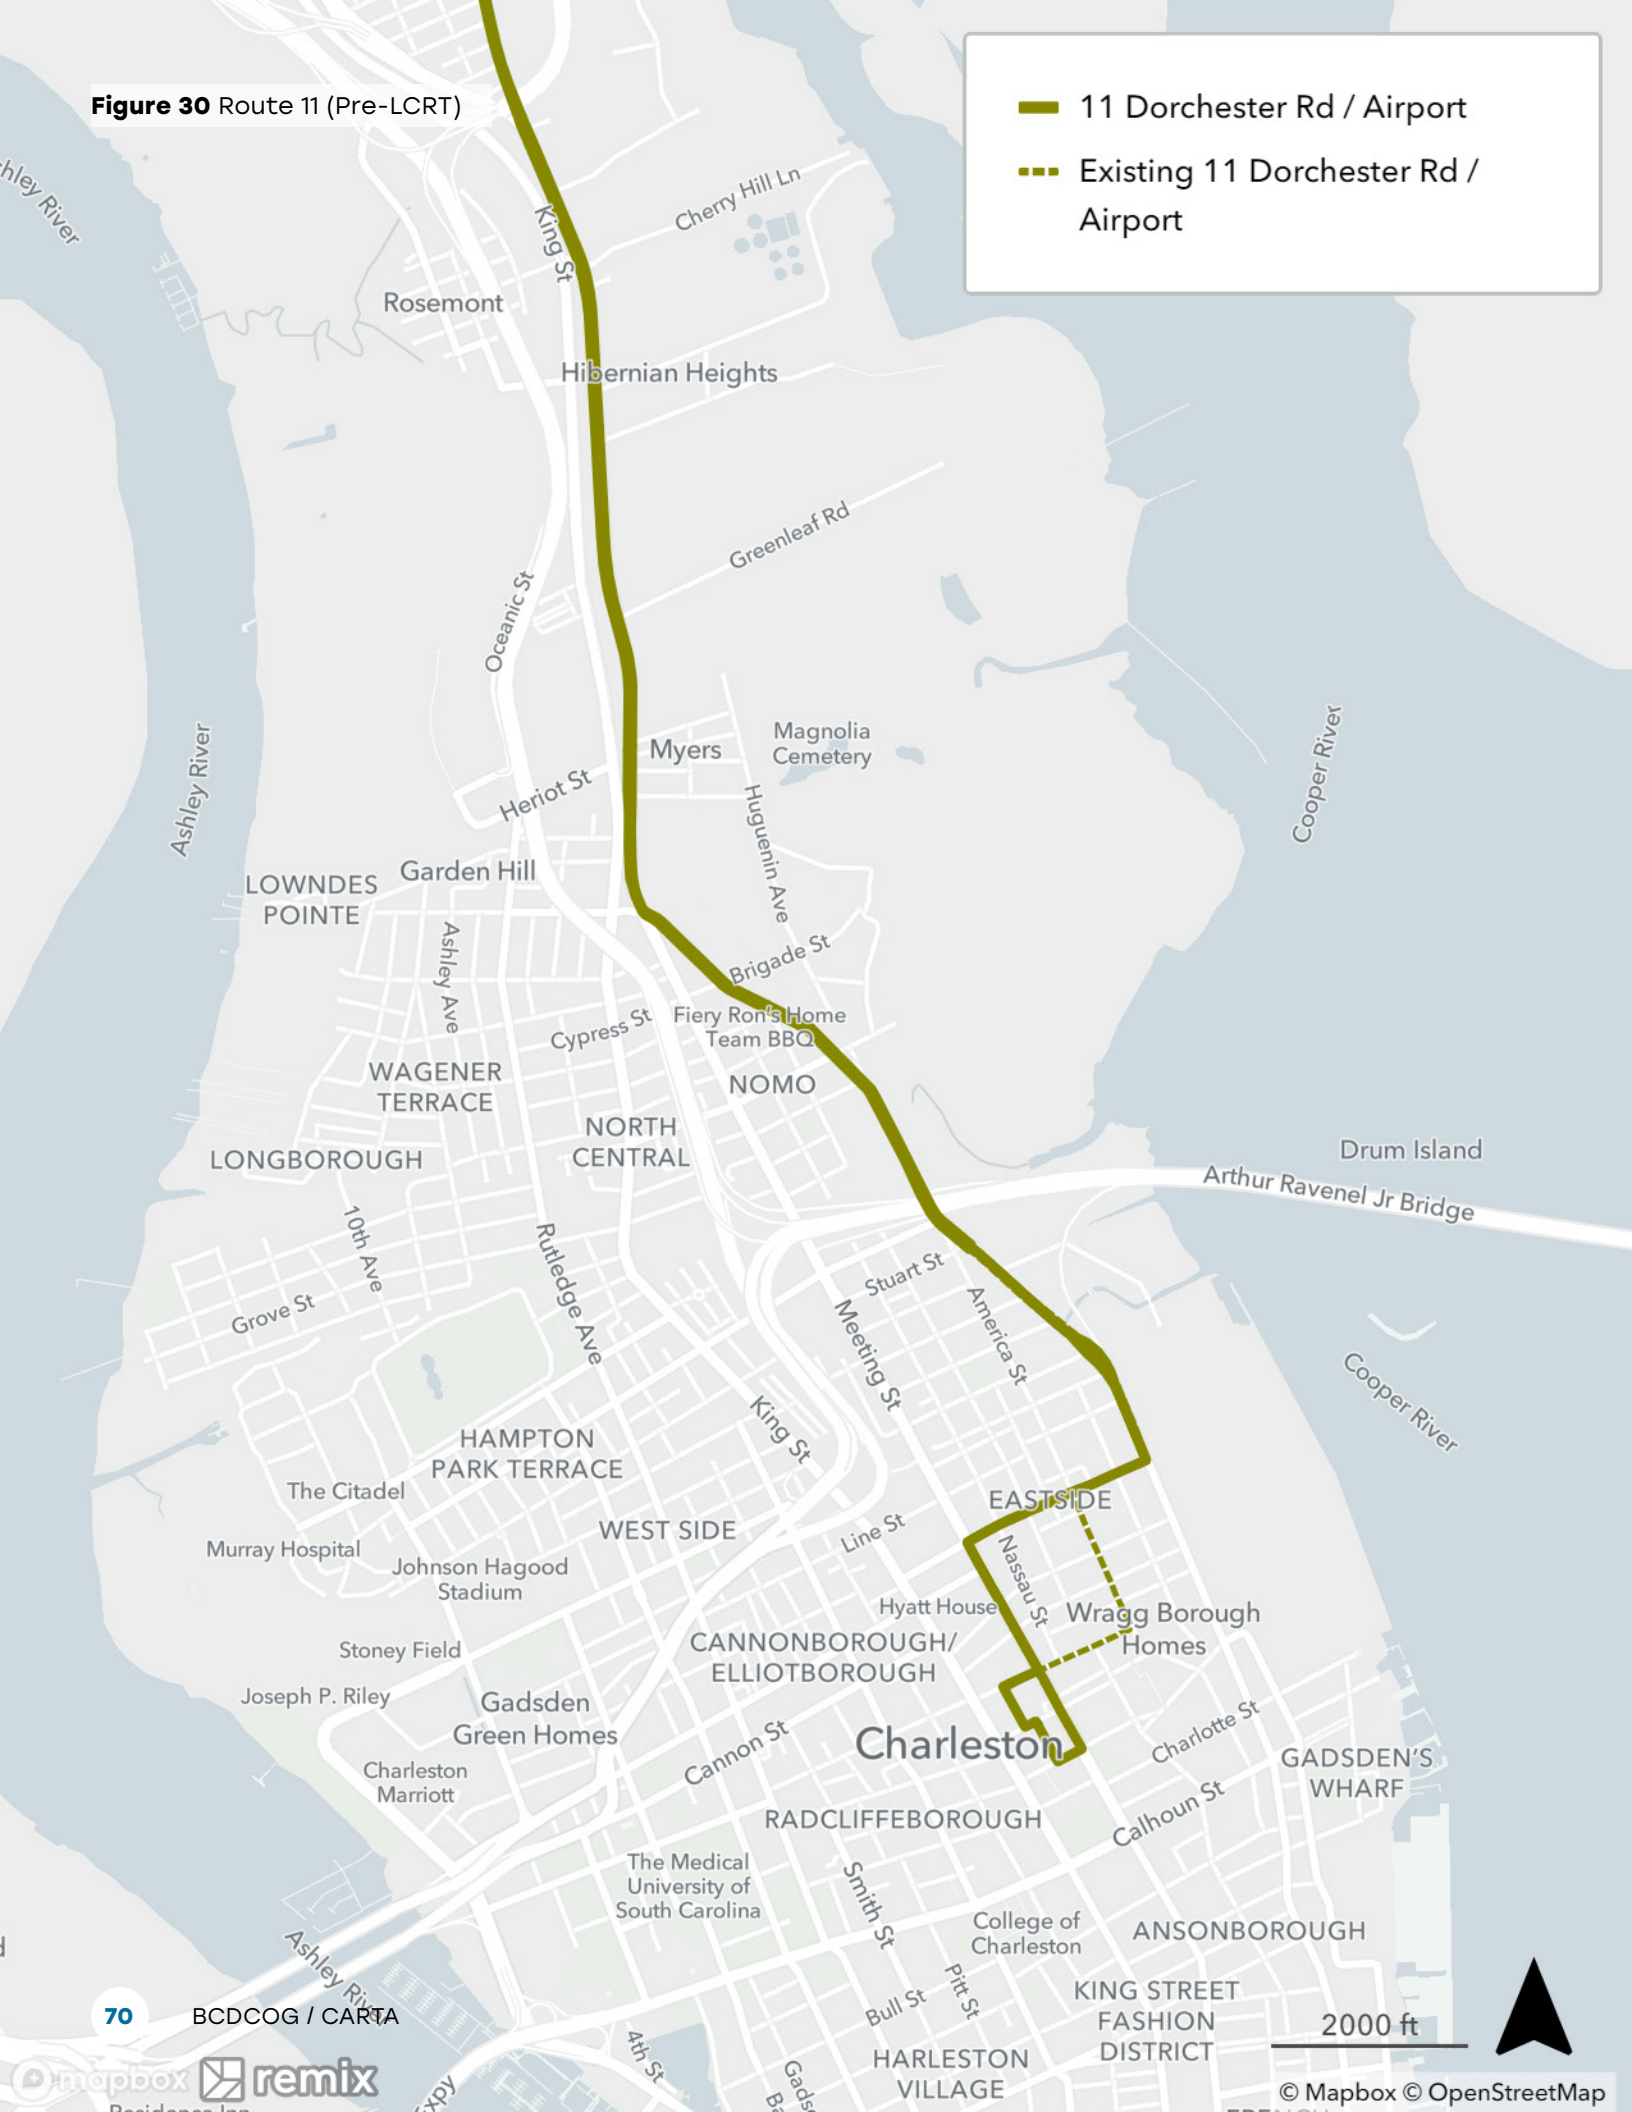 Figure 30 Route 11 (Pre-LCRT)
11 Dorchester Rd / Airport
Existing 11 Dorchester Rd /
Airport
hley River
King St
Cherry Hill Ln
Rosemont
Hibernian Heights
Greenleaf Rd
Oceanic St
Ashley River
Myers
Magnolia
Cemetery
Cooper River
Heriot St
Huguenin Ave
Garden Hill
LOWNDES
POINTE
Ashley Ave
Brigade St
Cypress St
Fiery Ron's Home
Team BBQ
WAGENER
TERRACE
NOMO
NORTH
CENTRAL
LONGBOROUGH
Drum Island
Arthur Ravenel Jr Bridge
10th Ave
Rutledge Ave
Stuart St
Grove St
Meeting St
America St
Cooper River
King St
HAMPTON
PARK TERRACE
The Citadel
EASTSIDE
WEST SIDE
Line St
Murray Hospital
Johnson Hagood
Stadium
Nassau St
Hyatt House
Wragg Borough
Homes
CANNONBOROUGH/
ELLIOTBOROUGH
Stoney Field
Joseph P. Riley
Gadsden
Green Homes
Cannon St
Charleston
Charlotte St
GADSDEN'S
WHARF
Charleston
Marriott
RADCLIFFEBOROUGH
Calhoun St
The Medical
University of
South Carolina
Smith St
College of
Charleston
ANSONBOROUGH
Ashley River
Pitt St
Bull St
KING STREET
FASHION
DISTRICT
2000 ft
70 BCDCOG / CARTA
4th St
HARLESTON
VILLAGE
mapbox remix
© Mapbox © OpenStreetMap
Residence Inn
xpy
Gads